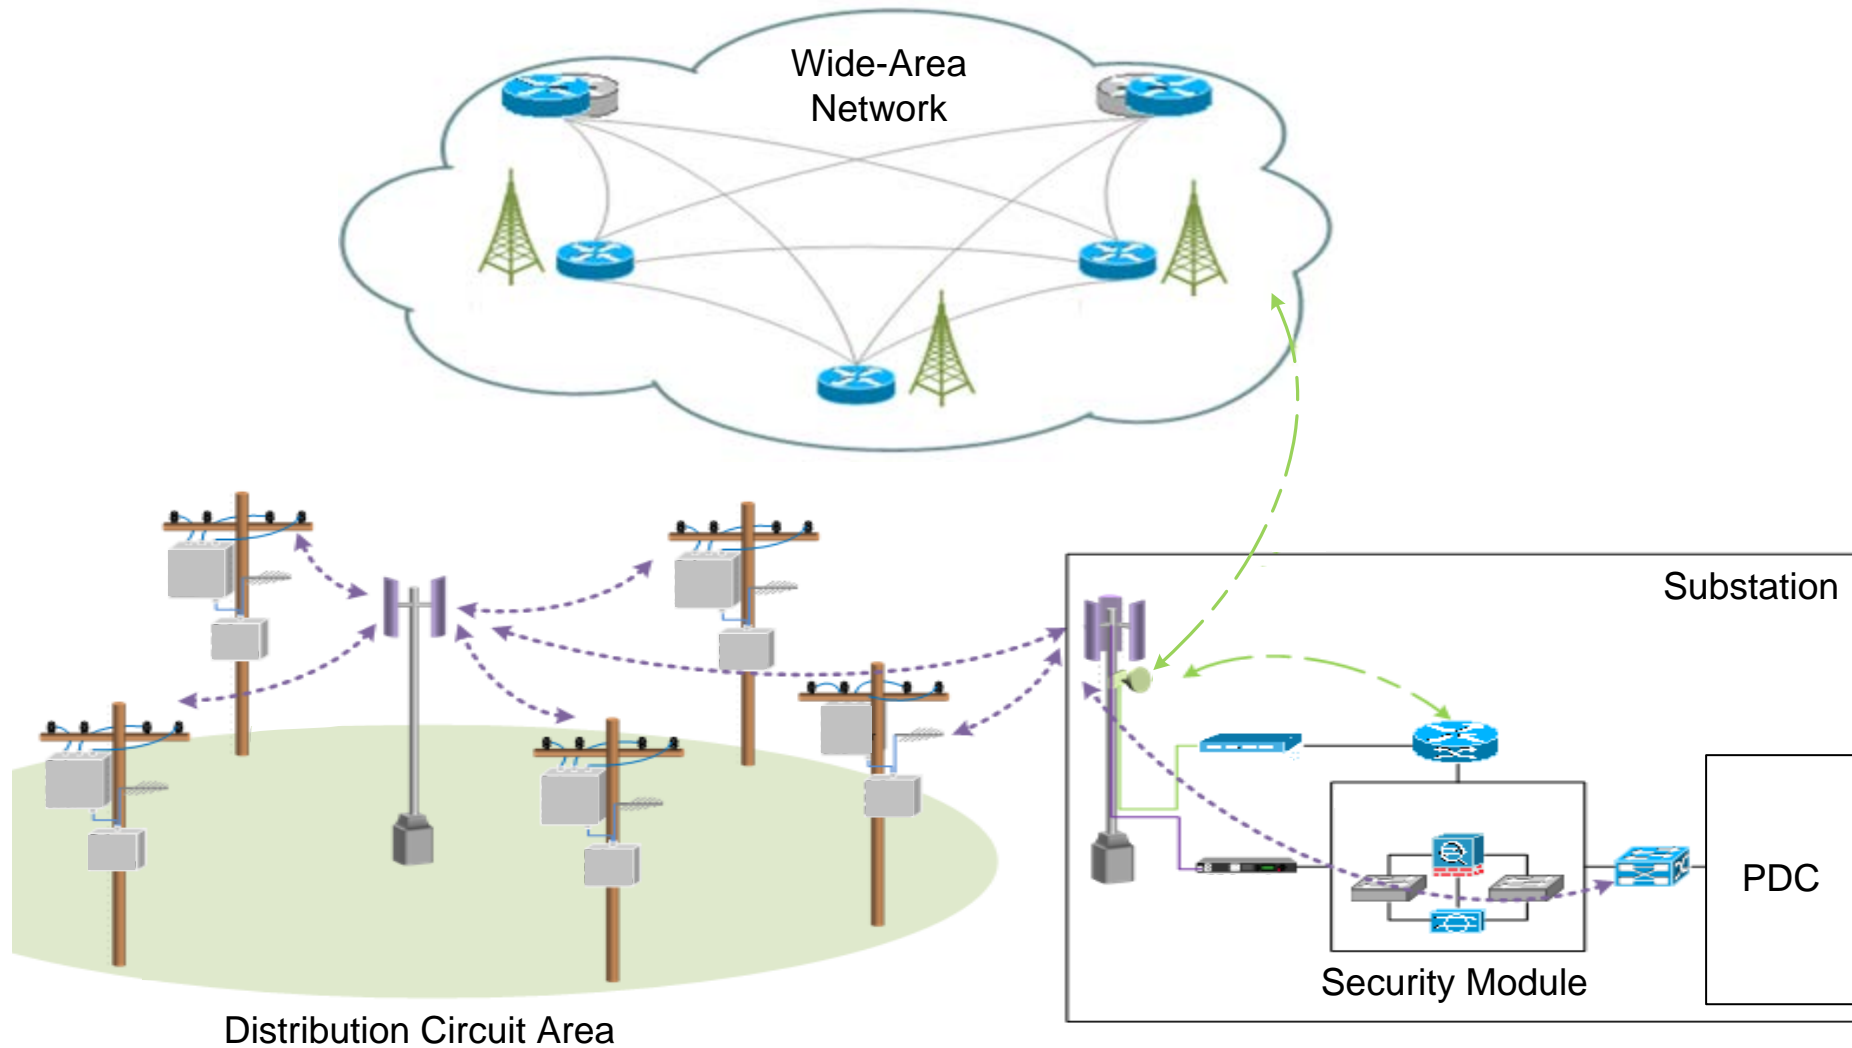 Wide-Area
Network
Substation
PDC
Security Module
Distribution Circuit Area